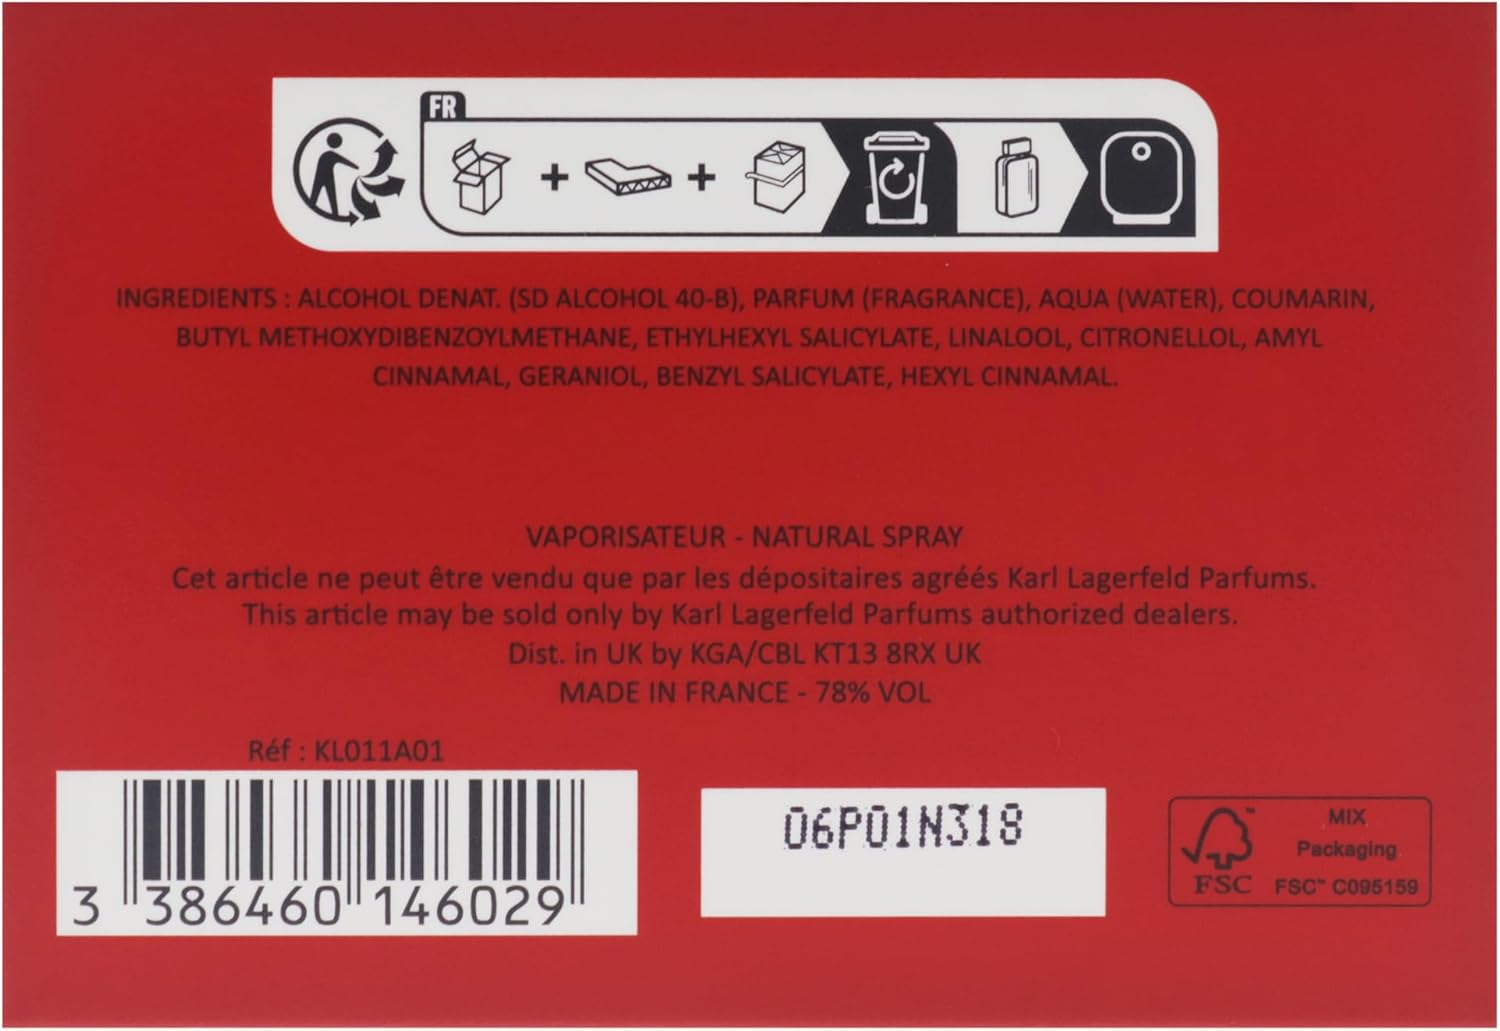 FR
INGREDIENTS : ALCOHOL DENAT. (SD ALCOHOL 40-B), PARFUM (FRAGRANCE), AQUA (WATER), COUMARIN,
BUTYL METHOXYDIBENZOYLMETHANE, ETHYLHEXYL SALICYLATE, LINALOOL, CITRONELLOL, AMYL
CINNAMAL, GERANIOL, BENZYL SALICYLATE, HEXYL CINNAMAL.
VAPORISATEUR - NATURAL SPRAY
Cet article ne peut être vendu que par les dépositaires agréés Karl Lagerfeld Parfums.
This article may be sold only by Karl Lagerfeld Parfums authorized dealers.
Dist. in UK by KGA/CBL KT13 8RX UK
MADE IN FRANCE - 78% VOL
Réf : KL011A01
3 386460 146029
06P01N318
MIX
Packaging
FSC™ C095159
FSC